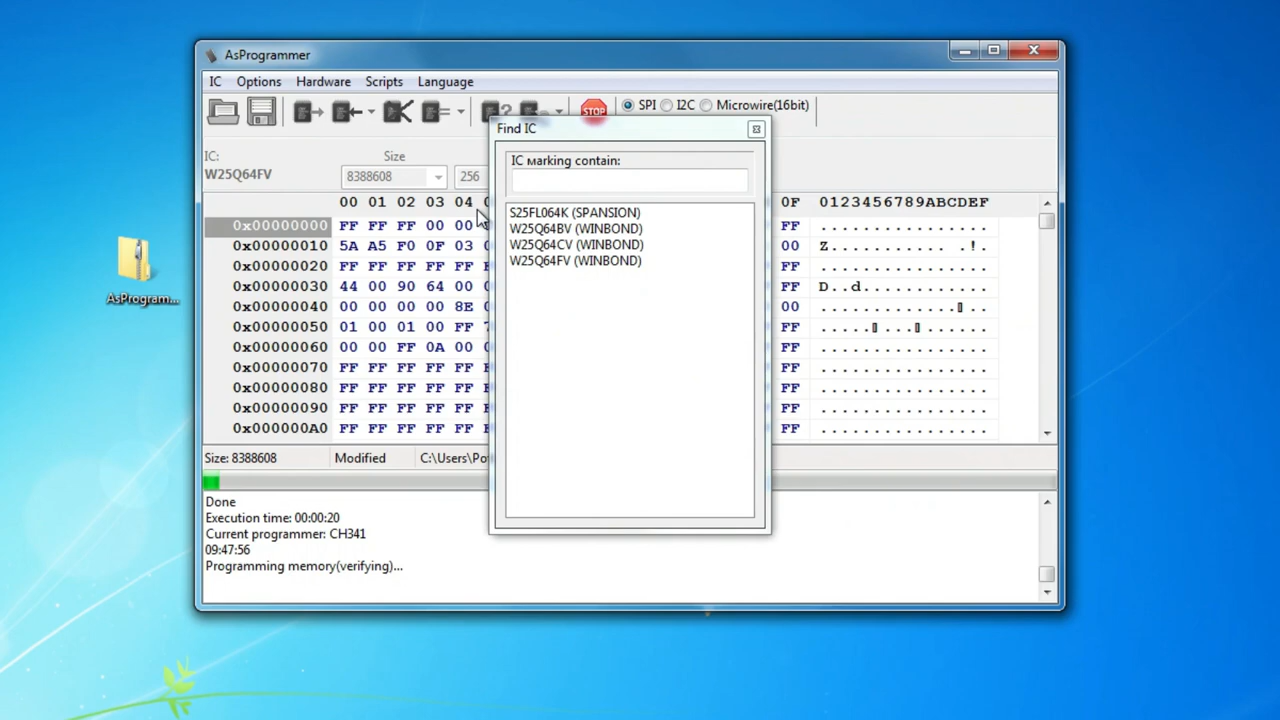 AsProgrammer
IC Options Hardware Scripts Language
STOP SPI I2C Microwire(16bit)
IC: Size
W25Q64FV 8388608 256
Find IC
IC marking contain:
S25FL064K (SPANSION)
W25Q64BV (WINBOND)
W25Q64CV (WINBOND)
W25Q64FV (WINBOND)
00 01 02 03 04 0F 0123456789ABCDEF
0x00000000 FF FF FF 00 00 FF ................
0x00000010 5A A5 F0 0F 03 00 Z........... .!.
0x00000020 FF FF FF FF FF FF ................
0x00000030 44 00 90 64 00 FF D..d............
0x00000040 00 00 00 00 8E 00
0x00000050 01 00 01 00 FF FF
0x00000060 00 00 FF 0A 00 FF ................
0x00000070 FF FF FF FF FF FF ................
0x00000080 FF FF FF FF FF FF ................
0x00000090 FF FF FF FF FF FF ................
0x000000A0 FF FF FF FF FF FF ................
Size: 8388608 Modified C:\Users\Po
Done
Execution time: 00:00:20
Current programmer: CH341
09:47:56
Programming memory(verifying)...
AsProgram...